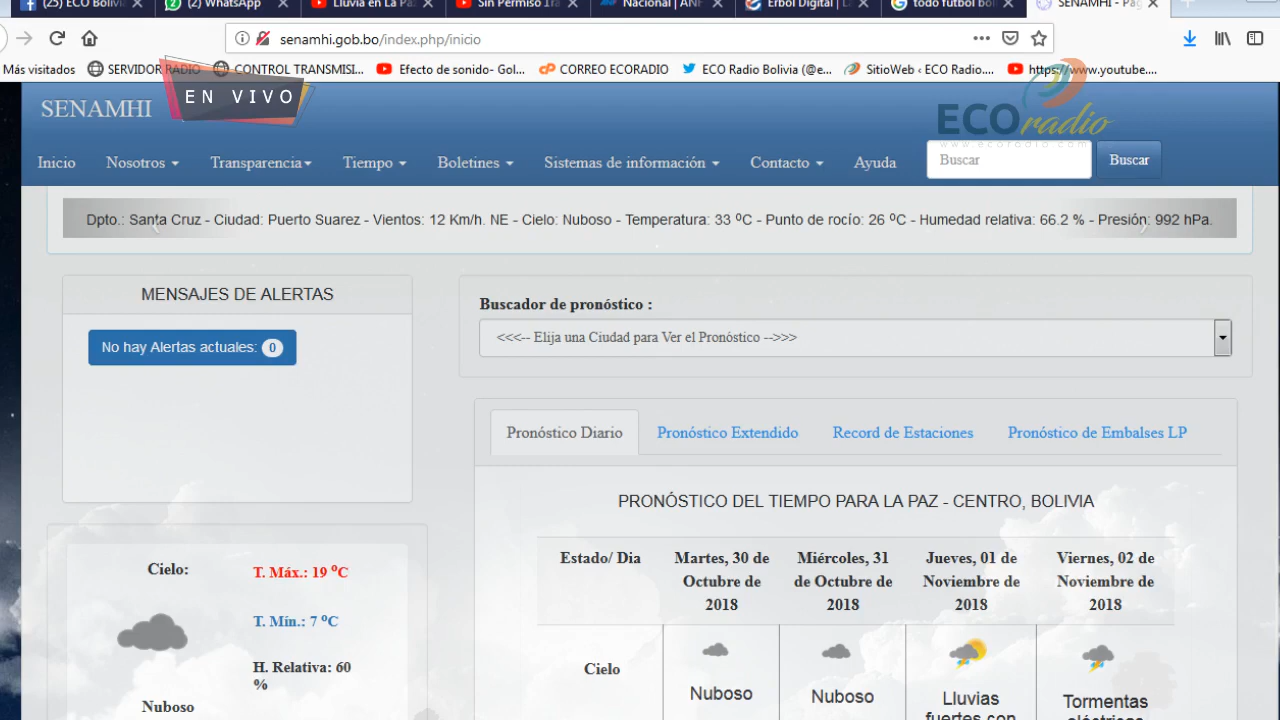 (25) ECO Bolivia
(2) WhatsApp
Lluvia en La Pa
Sin Permiso
Nacional | ANF
Erbol Digital |
todo futbol boli
SENAMHI - Pág
senamhi.gob.bo/index.php/inicio
Más visitados
SERVIDOR RADIO
CONTROL TRANSMISI...
Efecto de sonido- Gol...
CORREO ECORADIO
ECO Radio Bolivia (@e...
SitioWeb ‹ ECO Radio....
https://www.youtube....
EN VIVO
SENAMHI
ECOradio
www.ecoradio.com
Inicio Nosotros Transparencia Tiempo Boletines Sistemas de información Contacto Ayuda Buscar Buscar
Dpto.: Santa Cruz - Ciudad: Puerto Suarez - Vientos: 12 Km/h. NE - Cielo: Nuboso - Temperatura: 33 ºC - Punto de rocío: 26 ºC - Humedad relativa: 66.2 % - Presión: 992 hPa.
MENSAJES DE ALERTAS
No hay Alertas actuales: 0
Buscador de pronóstico :
<<<-- Elija una Ciudad para Ver el Pronóstico -->>>
Pronóstico Diario Pronóstico Extendido Record de Estaciones Pronóstico de Embalses LP
PRONÓSTICO DEL TIEMPO PARA LA PAZ - CENTRO, BOLIVIA
Estado/ Dia
Martes, 30 de
Octubre de
2018
Miércoles, 31
de Octubre de
2018
Jueves, 01 de
Noviembre de
2018
Viernes, 02 de
Noviembre de
2018
Cielo
Nuboso
Nuboso
Lluvias
fuertes con
Tormentas
eléctricas
Cielo:
T. Máx.: 19 ºC
T. Mín.: 7 ºC
H. Relativa: 60
%
Nuboso